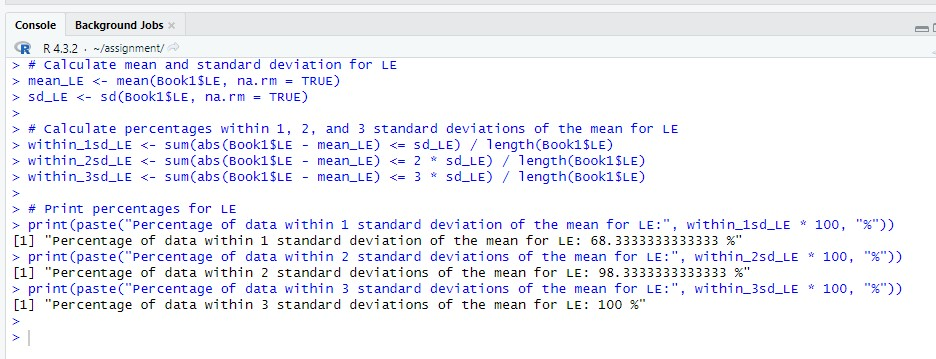 Console Background Jobs ×
R 4.3.2 · ~/assignment/
> # Calculate mean and standard deviation for LE
> mean_LE <- mean(Book1$LE, na.rm = TRUE)
> sd_LE <- sd(Book1$LE, na.rm = TRUE)
>
> # Calculate percentages within 1, 2, and 3 standard deviations of the mean for LE
> within_1sd_LE <- sum(abs(Book1$LE - mean_LE) <= sd_LE) / length(Book1$LE)
> within_2sd_LE <- sum(abs(Book1$LE - mean_LE) <= 2 * sd_LE) / length(Book1$LE)
> within_3sd_LE <- sum(abs(Book1$LE - mean_LE) <= 3 * sd_LE) / length(Book1$LE)
>
> # Print percentages for LE
> print(paste("Percentage of data within 1 standard deviation of the mean for LE:", within_1sd_LE * 100, "%"))
[1] "Percentage of data within 1 standard deviation of the mean for LE: 68.3333333333333 %"
> print(paste("Percentage of data within 2 standard deviations of the mean for LE:", within_2sd_LE * 100, "%"))
[1] "Percentage of data within 2 standard deviations of the mean for LE: 98.3333333333333 %"
> print(paste("Percentage of data within 3 standard deviations of the mean for LE:", within_3sd_LE * 100, "%"))
[1] "Percentage of data within 3 standard deviations of the mean for LE: 100 %"
>
>